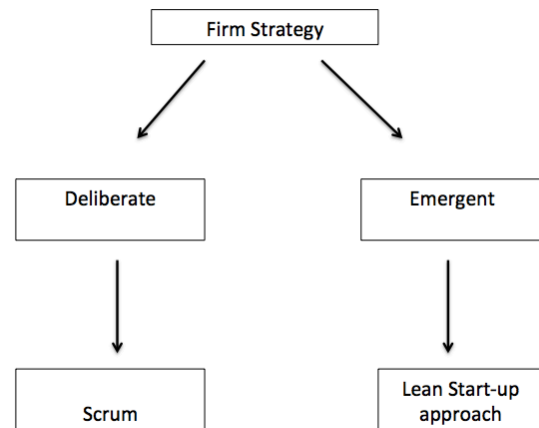 Firm Strategy
Deliberate
Emergent
Scrum
Lean Start-up
approach